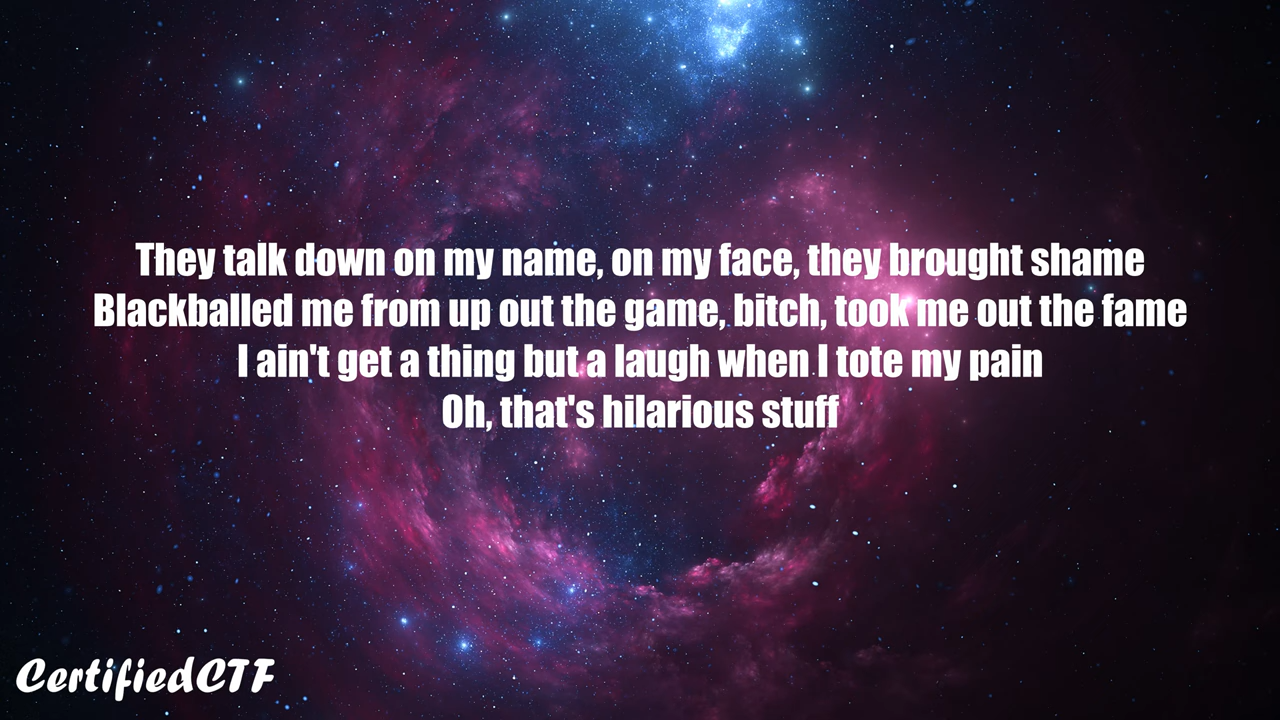 They talk down on my name, on my face, they brought shame
Blackballed me from up out the game, bitch, took me out the fame
I ain't get a thing but a laugh when I tote my pain
Oh, that's hilarious stuff
CertifiedCTF